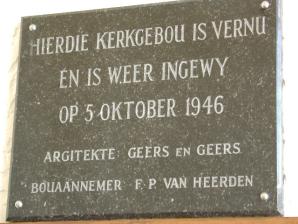 HIERDIE KERKGEBOU IS VERNU
EN IS WEER INGEWY
OP 5 OKTOBER 1946
ARGITEKTE GEERS EN GEERS
BOUAANNEMER F. P. VAN HEERDEN